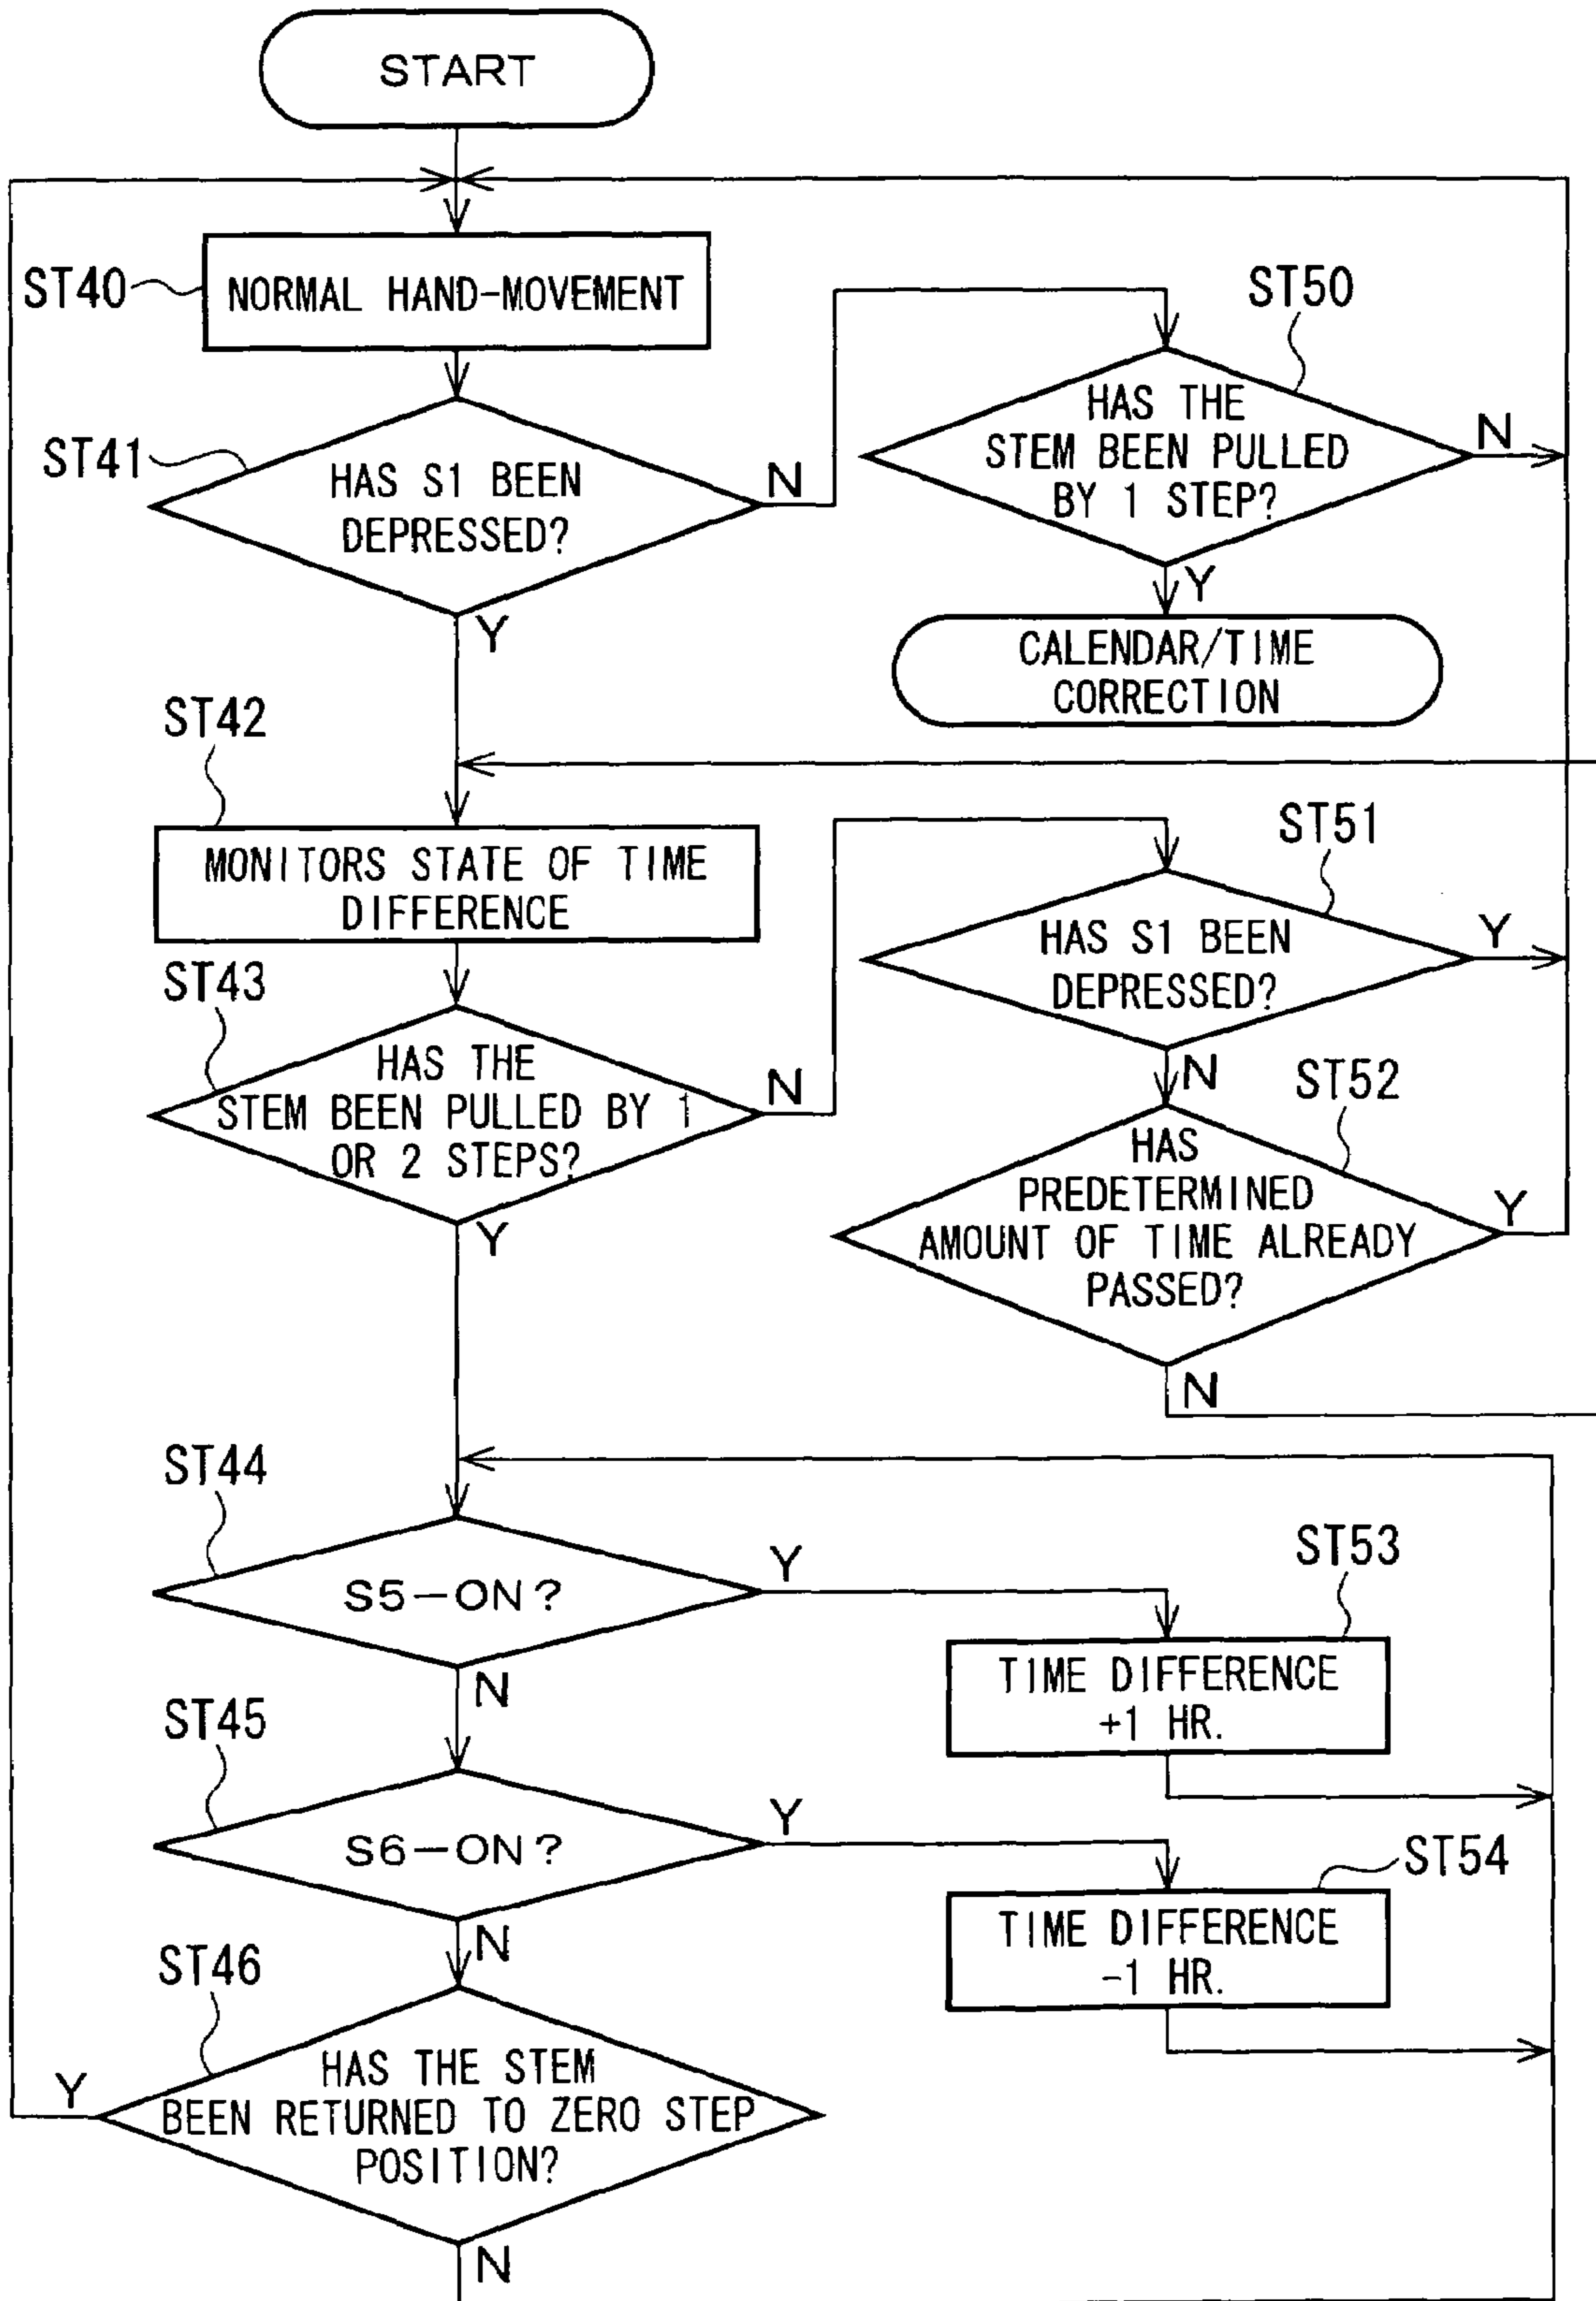 START
ST40
NORMAL HAND-MOVEMENT
ST41
HAS S1 BEEN
DEPRESSED?
N
Y
ST50
HAS THE
STEM BEEN PULLED
BY 1 STEP?
N
Y
CALENDAR/TIME
CORRECTION
ST42
MONITORS STATE OF TIME
DIFFERENCE
ST43
HAS THE
STEM BEEN PULLED BY 1
OR 2 STEPS?
N
Y
ST51
HAS S1 BEEN
DEPRESSED?
Y
N
ST52
HAS
PREDETERMINED
AMOUNT OF TIME ALREADY
PASSED?
Y
N
ST44
S5-ON?
Y
N
ST53
TIME DIFFERENCE
+1 HR.
ST45
S6-ON?
Y
N
ST54
TIME DIFFERENCE
-1 HR.
ST46
HAS THE STEM
BEEN RETURNED TO ZERO STEP
POSITION?
Y
N